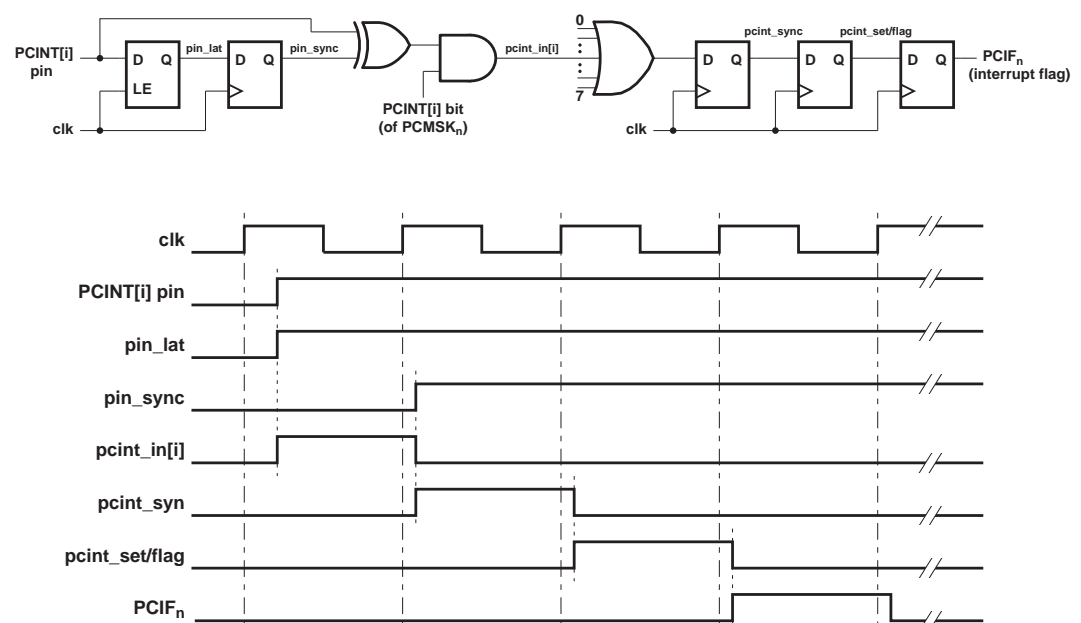 0
pin_lat
pin_sync
pcint_in[i]
pcint_sync
pcint_set/flag
PCINT[i]
pin
D Q
LE
D Q
D Q
D Q
D Q
PCIFn
(interrupt flag)
7
PCINT[i] bit
(of PCMSKn)
clk
clk
clk
PCINT[i] pin
pin_lat
pin_sync
pcint_in[i]
pcint_syn
pcint_set/flag
PCIFn